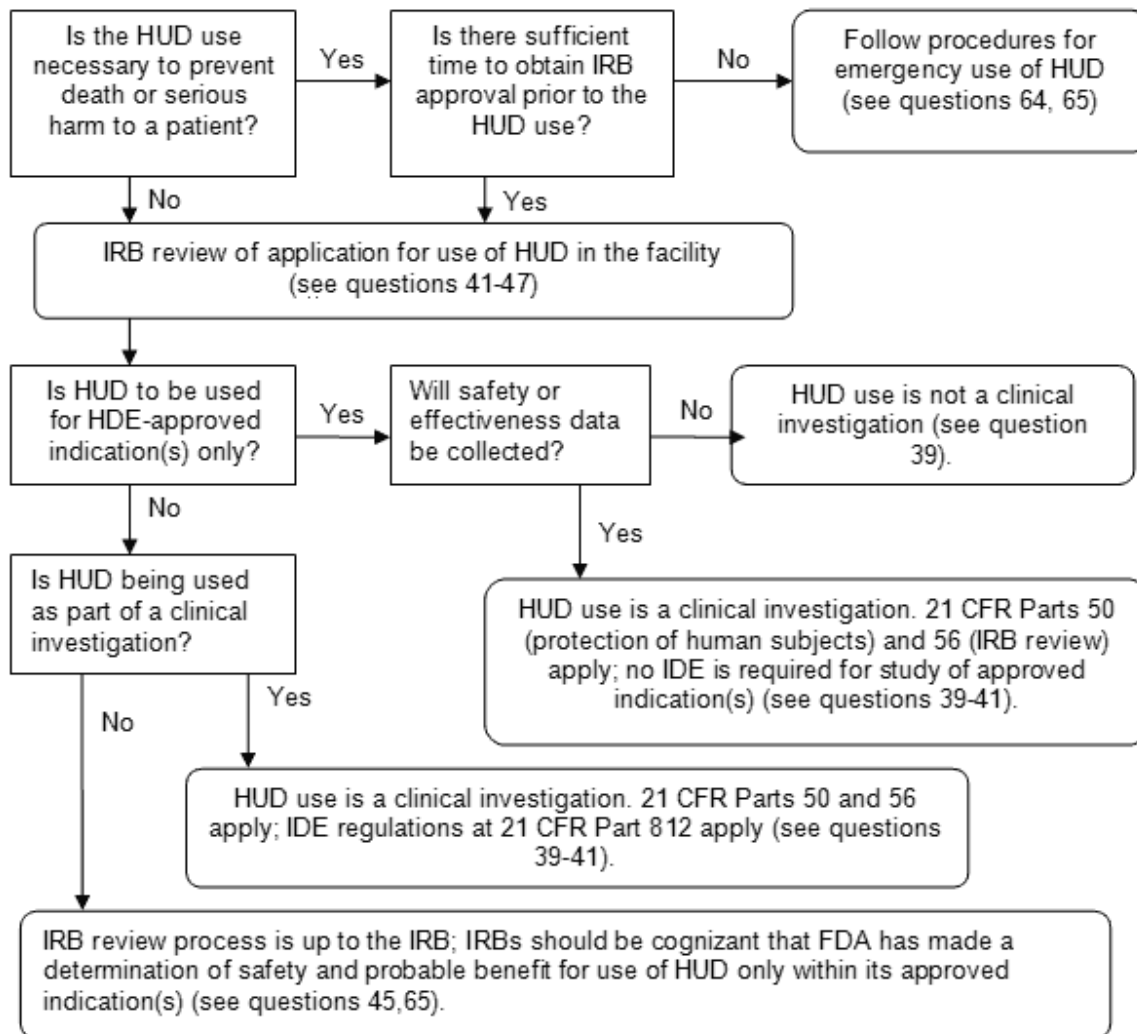 Is the HUD use
necessary to prevent
death or serious
harm to a patient?
Yes
Is there sufficient
time to obtain IRB
approval prior to the
HUD use?
No
Follow procedures for
emergency use of HUD
(see questions 64, 65)
No
Yes
IRB review of application for use of HUD in the facility
(see questions 41-47)
Is HUD to be used
for HDE-approved
indication(s) only?
Yes
Will safety or
effectiveness data
be collected?
No
HUD use is not a clinical
investigation (see question
39).
No
Yes
Is HUD being used
as part of a clinical
investigation?
HUD use is a clinical investigation. 21 CFR Parts 50
(protection of human subjects) and 56 (IRB review)
apply; no IDE is required for study of approved
indication(s) (see questions 39-41).
No
Yes
HUD use is a clinical investigation. 21 CFR Parts 50 and 56
apply; IDE regulations at 21 CFR Part 812 apply (see questions
39-41).
IRB review process is up to the IRB; IRBs should be cognizant that FDA has made a
determination of safety and probable benefit for use of HUD only within its approved
indication(s) (see questions 45,65).